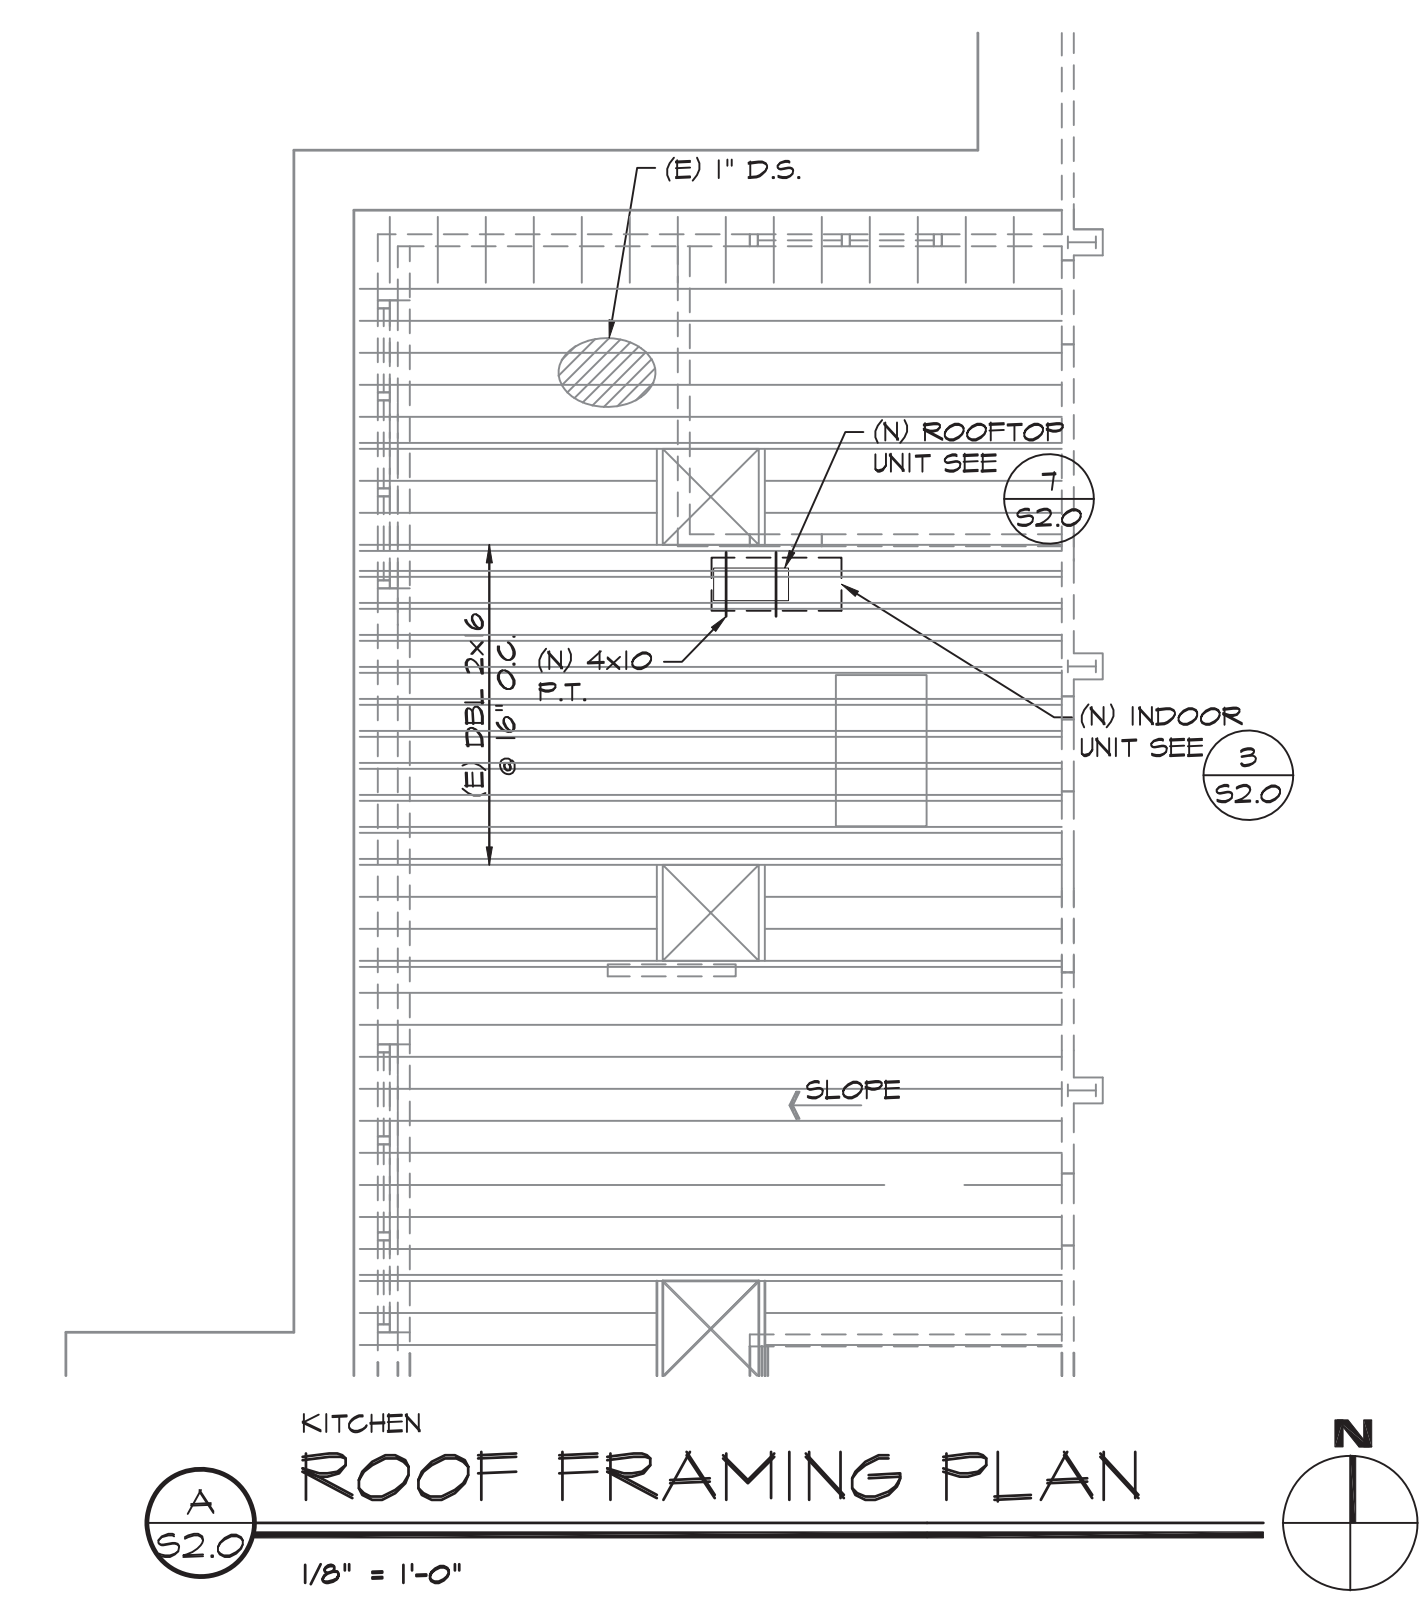 (E) 1" D.S.
(N) ROOFTOP
UNIT SEE
7
S2.0
(E) DBL 2x6
@ 16" O.C.
(N) 4x10
P.T.
(N) INDOOR
UNIT SEE
3
S2.0
SLOPE
KITCHEN
ROOF FRAMING PLAN
A
S2.0
1/8" = 1'-0"
N